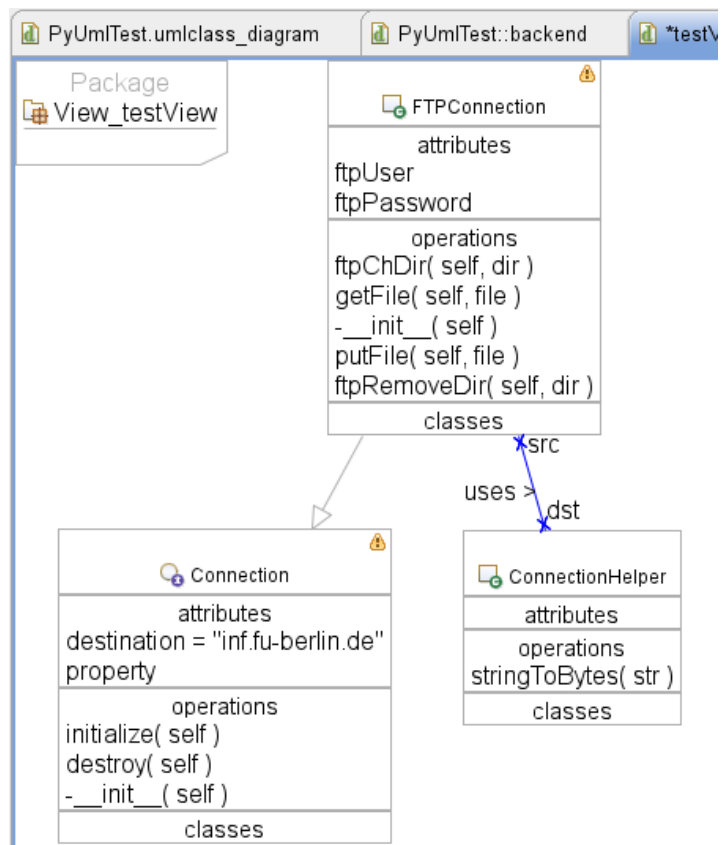 PyUmlTest.umlclass_diagram
PyUmlTest::backend
*testV
Package
View_testView
FTPConnection
attributes
ftpUser
ftpPassword
operations
ftpChDir( self, dir )
getFile( self, file )
-__init__( self )
putFile( self, file )
ftpRemoveDir( self, dir )
classes
src
uses >
dst
Connection
attributes
destination = "inf.fu-berlin.de"
property
operations
initialize( self )
destroy( self )
-__init__( self )
classes
ConnectionHelper
attributes
operations
stringToBytes( str )
classes